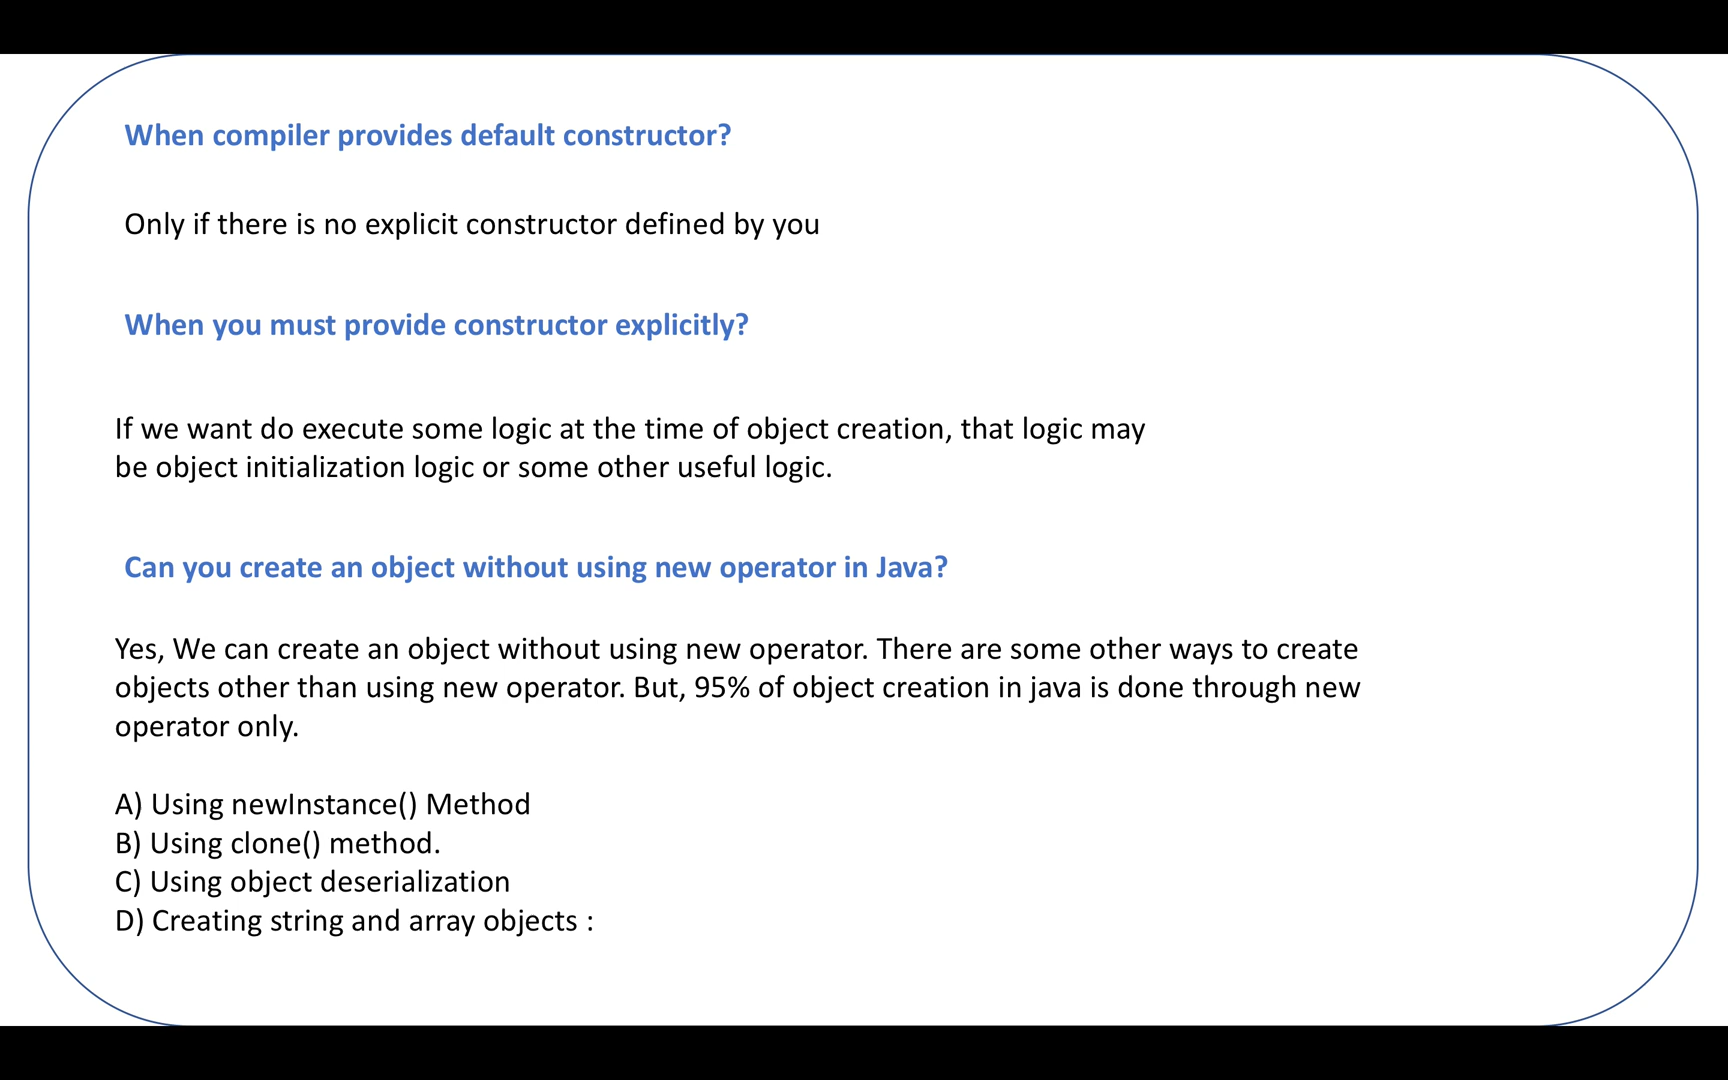 When compiler provides default constructor?
Only if there is no explicit constructor defined by you
When you must provide constructor explicitly?
If we want do execute some logic at the time of object creation, that logic may
be object initialization logic or some other useful logic.
Can you create an object without using new operator in Java?
Yes, We can create an object without using new operator. There are some other ways to create
objects other than using new operator. But, 95% of object creation in java is done through new
operator only.
A) Using newInstance() Method
B) Using clone() method.
C) Using object deserialization
D) Creating string and array objects :